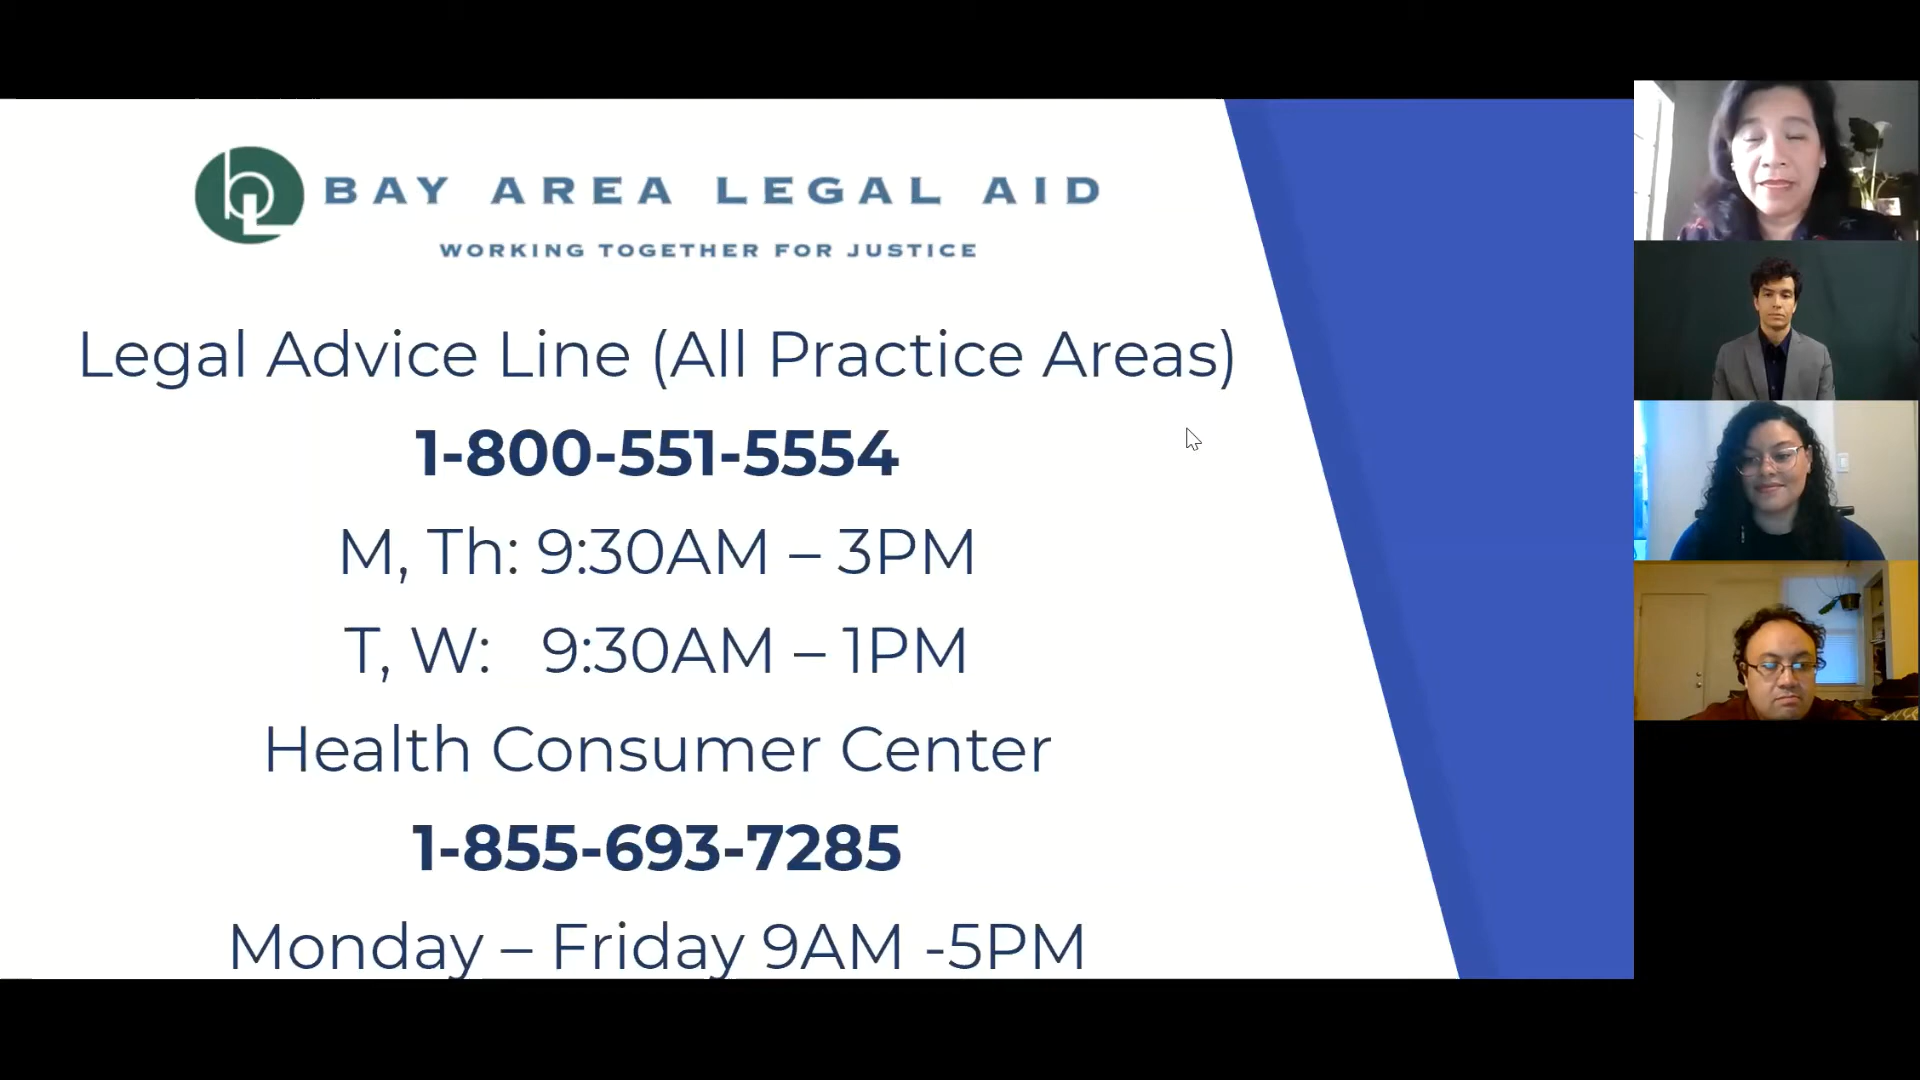 BAY AREA LEGAL AID
WORKING TOGETHER FOR JUSTICE
Legal Advice Line (All Practice Areas)
1-800-551-5554
M, Th: 9:30AM – 3PM
T, W: 9:30AM – 1PM
Health Consumer Center
1-855-693-7285
Monday – Friday 9AM -5PM